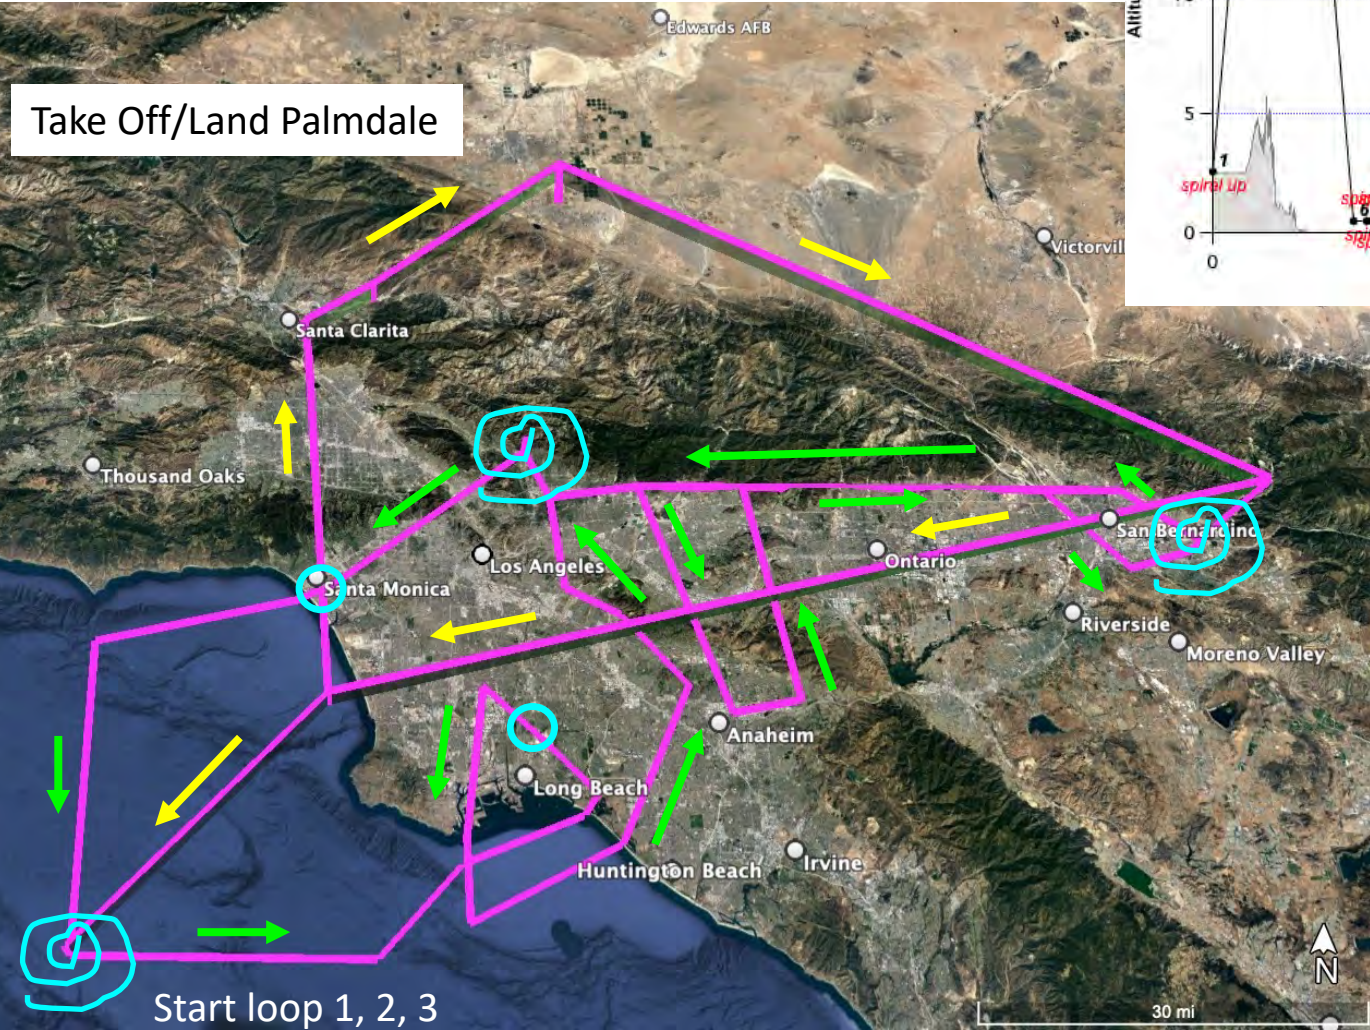 Edwards AFB
Take Off/Land Palmdale
5
1
spiral up
0
0
Santa Clarita
Thousand Oaks
San Bernardino
Los Angeles
Ontario
Santa Monica
Riverside
Moreno Valley
Anaheim
Long Beach
Irvine
Huntington Beach
N
Start loop 1, 2, 3
30 mi